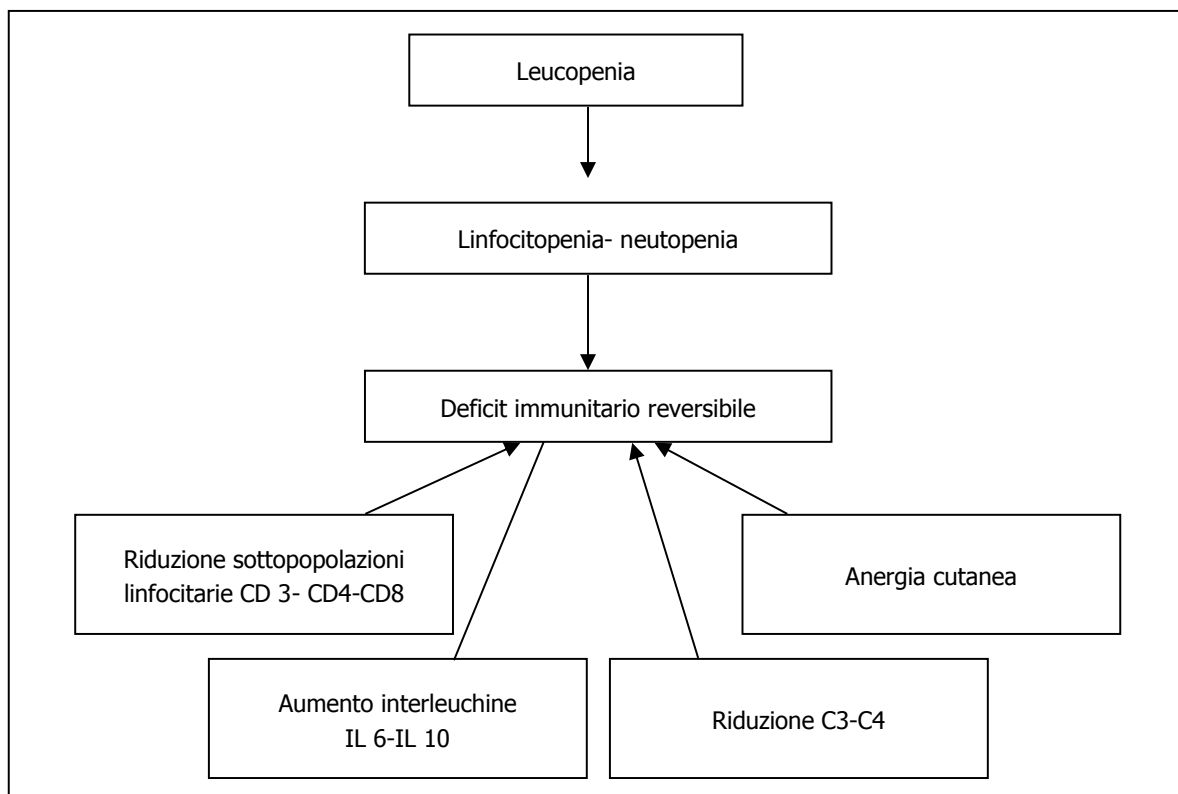 Leucopenia
Linfocitopenia- neutopenia
Deficit immunitario reversibile
Riduzione sottopopolazioni
linfocitarie CD 3- CD4-CD8
Anergia cutanea
Aumento interleuchine
IL 6-IL 10
Riduzione C3-C4